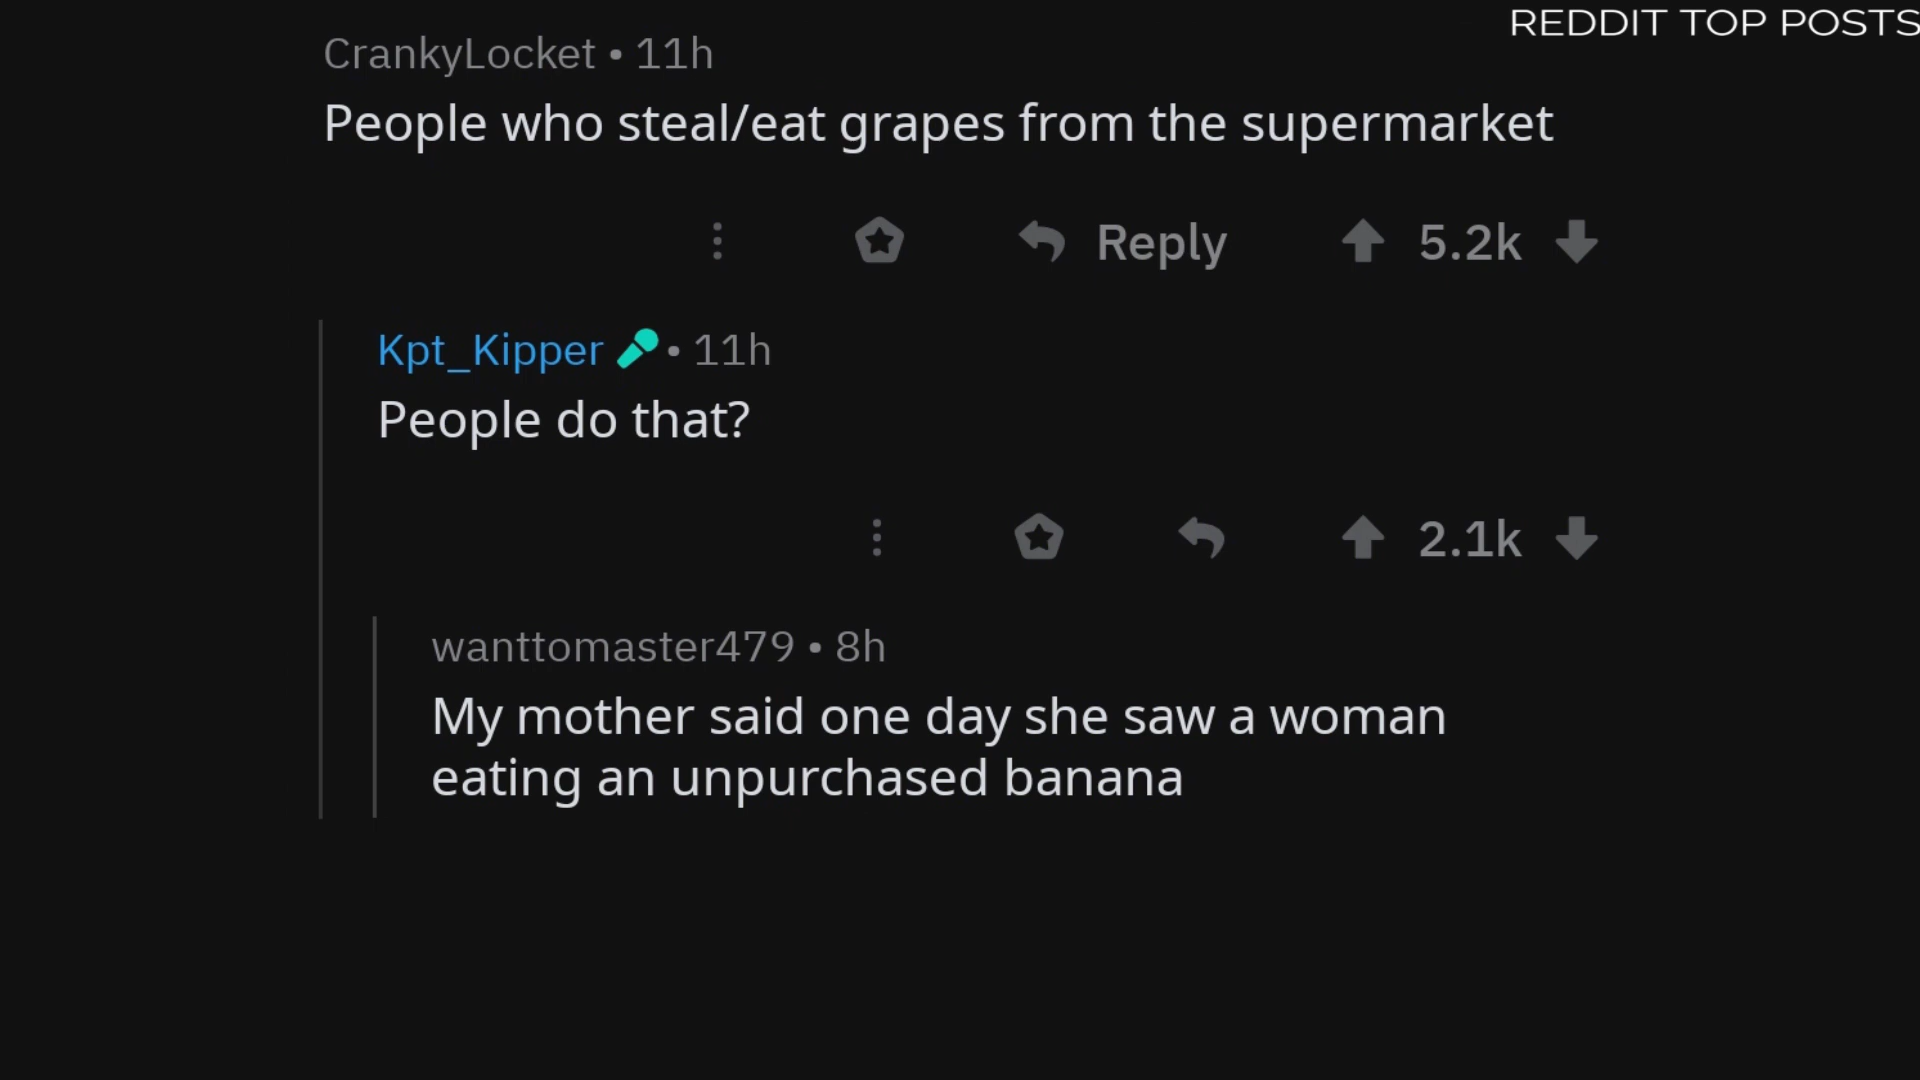 REDDIT TOP POSTS
CrankyLocket • 11h
People who steal/eat grapes from the supermarket
Reply 5.2k
Kpt_Kipper • 11h
People do that?
2.1k
wanttomaster479 • 8h
My mother said one day she saw a woman
eating an unpurchased banana